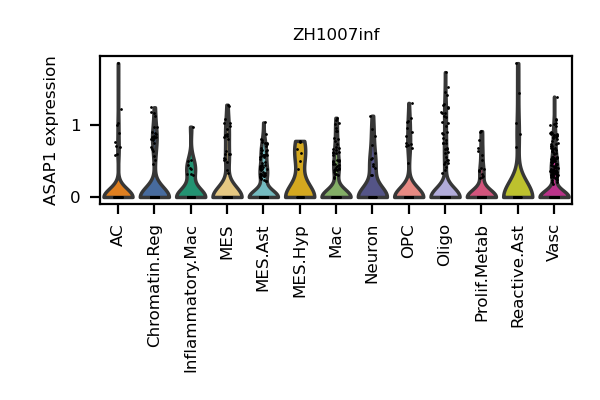 ZH1007inf
ASAP1 expression
1
0
AC
Chromatin.Reg
Inflammatory.Mac
MES
MES.Ast
MES.Hyp
Mac
Neuron
OPC
Oligo
Prolif.Metab
Reactive.Ast
Vasc